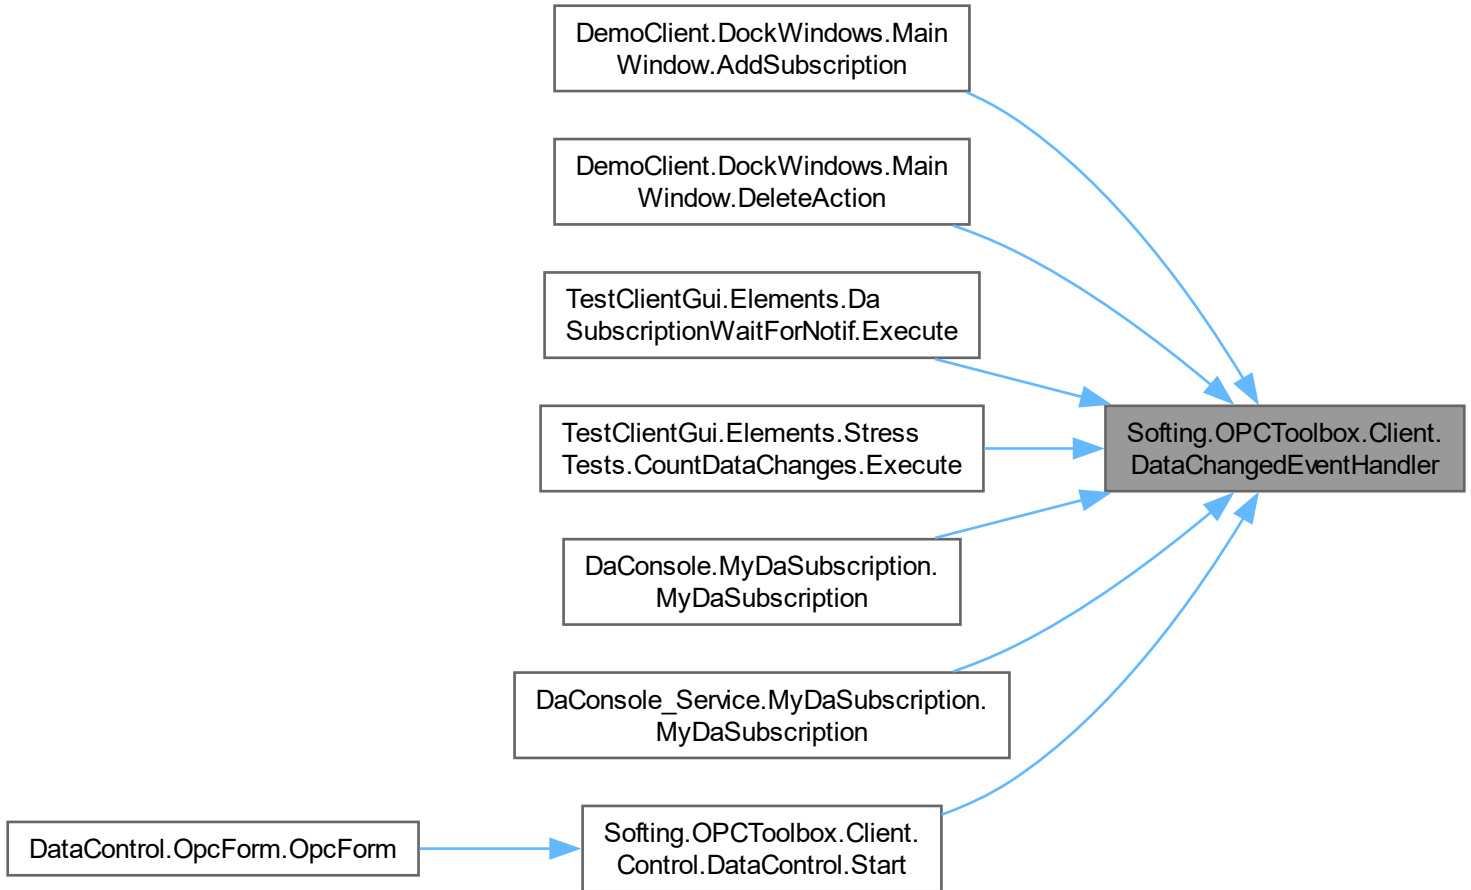 DemoClient.DockWindows.Main
Window.AddSubscription
DemoClient.DockWindows.Main
Window.DeleteAction
TestClientGui.Elements.Da
SubscriptionWaitForNotif.Execute
TestClientGui.Elements.Stress
Tests.CountDataChanges.Execute
Softing.OPCToolbox.Client.
DataChangedEventHandler
DaConsole.MyDaSubscription.
MyDaSubscription
DaConsole_Service.MyDaSubscription.
MyDaSubscription
DataControl.OpcForm.OpcForm
Softing.OPCToolbox.Client.
Control.DataControl.Start